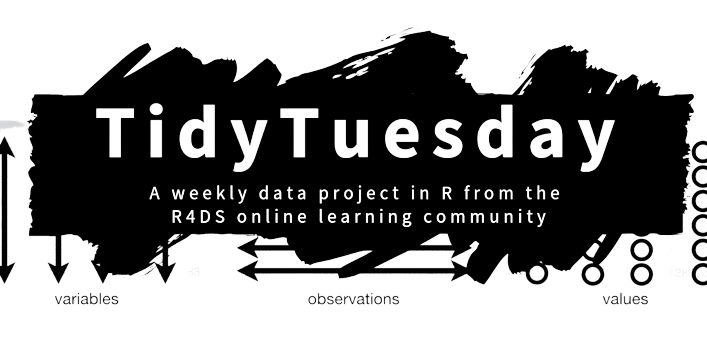 TidyTuesday
A weekly data project in R from the
R4DS online learning community
variables
observations
values